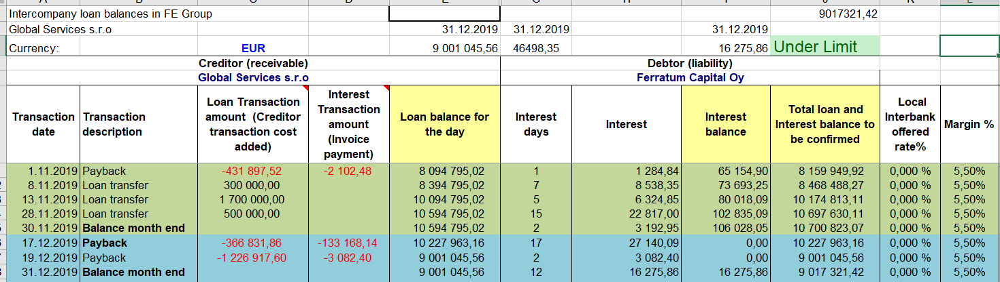 Intercompany loan balances in FE Group 9017321,42
Global Services s.r.o 31.12.2019 31.12.2019 31.12.2019
Currency: EUR 9 001 045,56 46498,35 16 275,86 Under Limit
Creditor (receivable) Debtor (liability)
Global Services s.r.o Ferratum Capital Oy
Transaction date Transaction description Loan Transaction amount (Creditor transaction cost added) Interest Transaction amount (Invoice payment) Loan balance for the day Interest days Interest Interest balance Total loan and Interest balance to be confirmed Local Interbank offered rate% Margin %
1.11.2019 Payback -431 897,52 -2 102,48 8 094 795,02 1 1 284,84 65 154,90 8 159 949,92 0,000 % 5,50%
8.11.2019 Loan transfer 300 000,00 8 394 795,02 7 8 538,35 73 693,25 8 468 488,27 0,000 % 5,50%
13.11.2019 Loan transfer 1 700 000,00 10 094 795,02 5 6 324,85 80 018,09 10 174 813,11 0,000 % 5,50%
28.11.2019 Loan transfer 500 000,00 10 594 795,02 15 22 817,00 102 835,09 10 697 630,11 0,000 % 5,50%
30.11.2019 Balance month end 10 594 795,02 2 3 192,95 106 028,05 10 700 823,07 0,000 % 5,50%
17.12.2019 Payback -366 831,86 -133 168,14 10 227 963,16 17 27 140,09 0,00 10 227 963,16 0,000 % 5,50%
19.12.2019 Payback -1 226 917,60 -3 082,40 9 001 045,56 2 3 082,40 0,00 9 001 045,56 0,000 % 5,50%
31.12.2019 Balance month end 9 001 045,56 12 16 275,86 16 275,86 9 017 321,42 0,000 % 5,50%